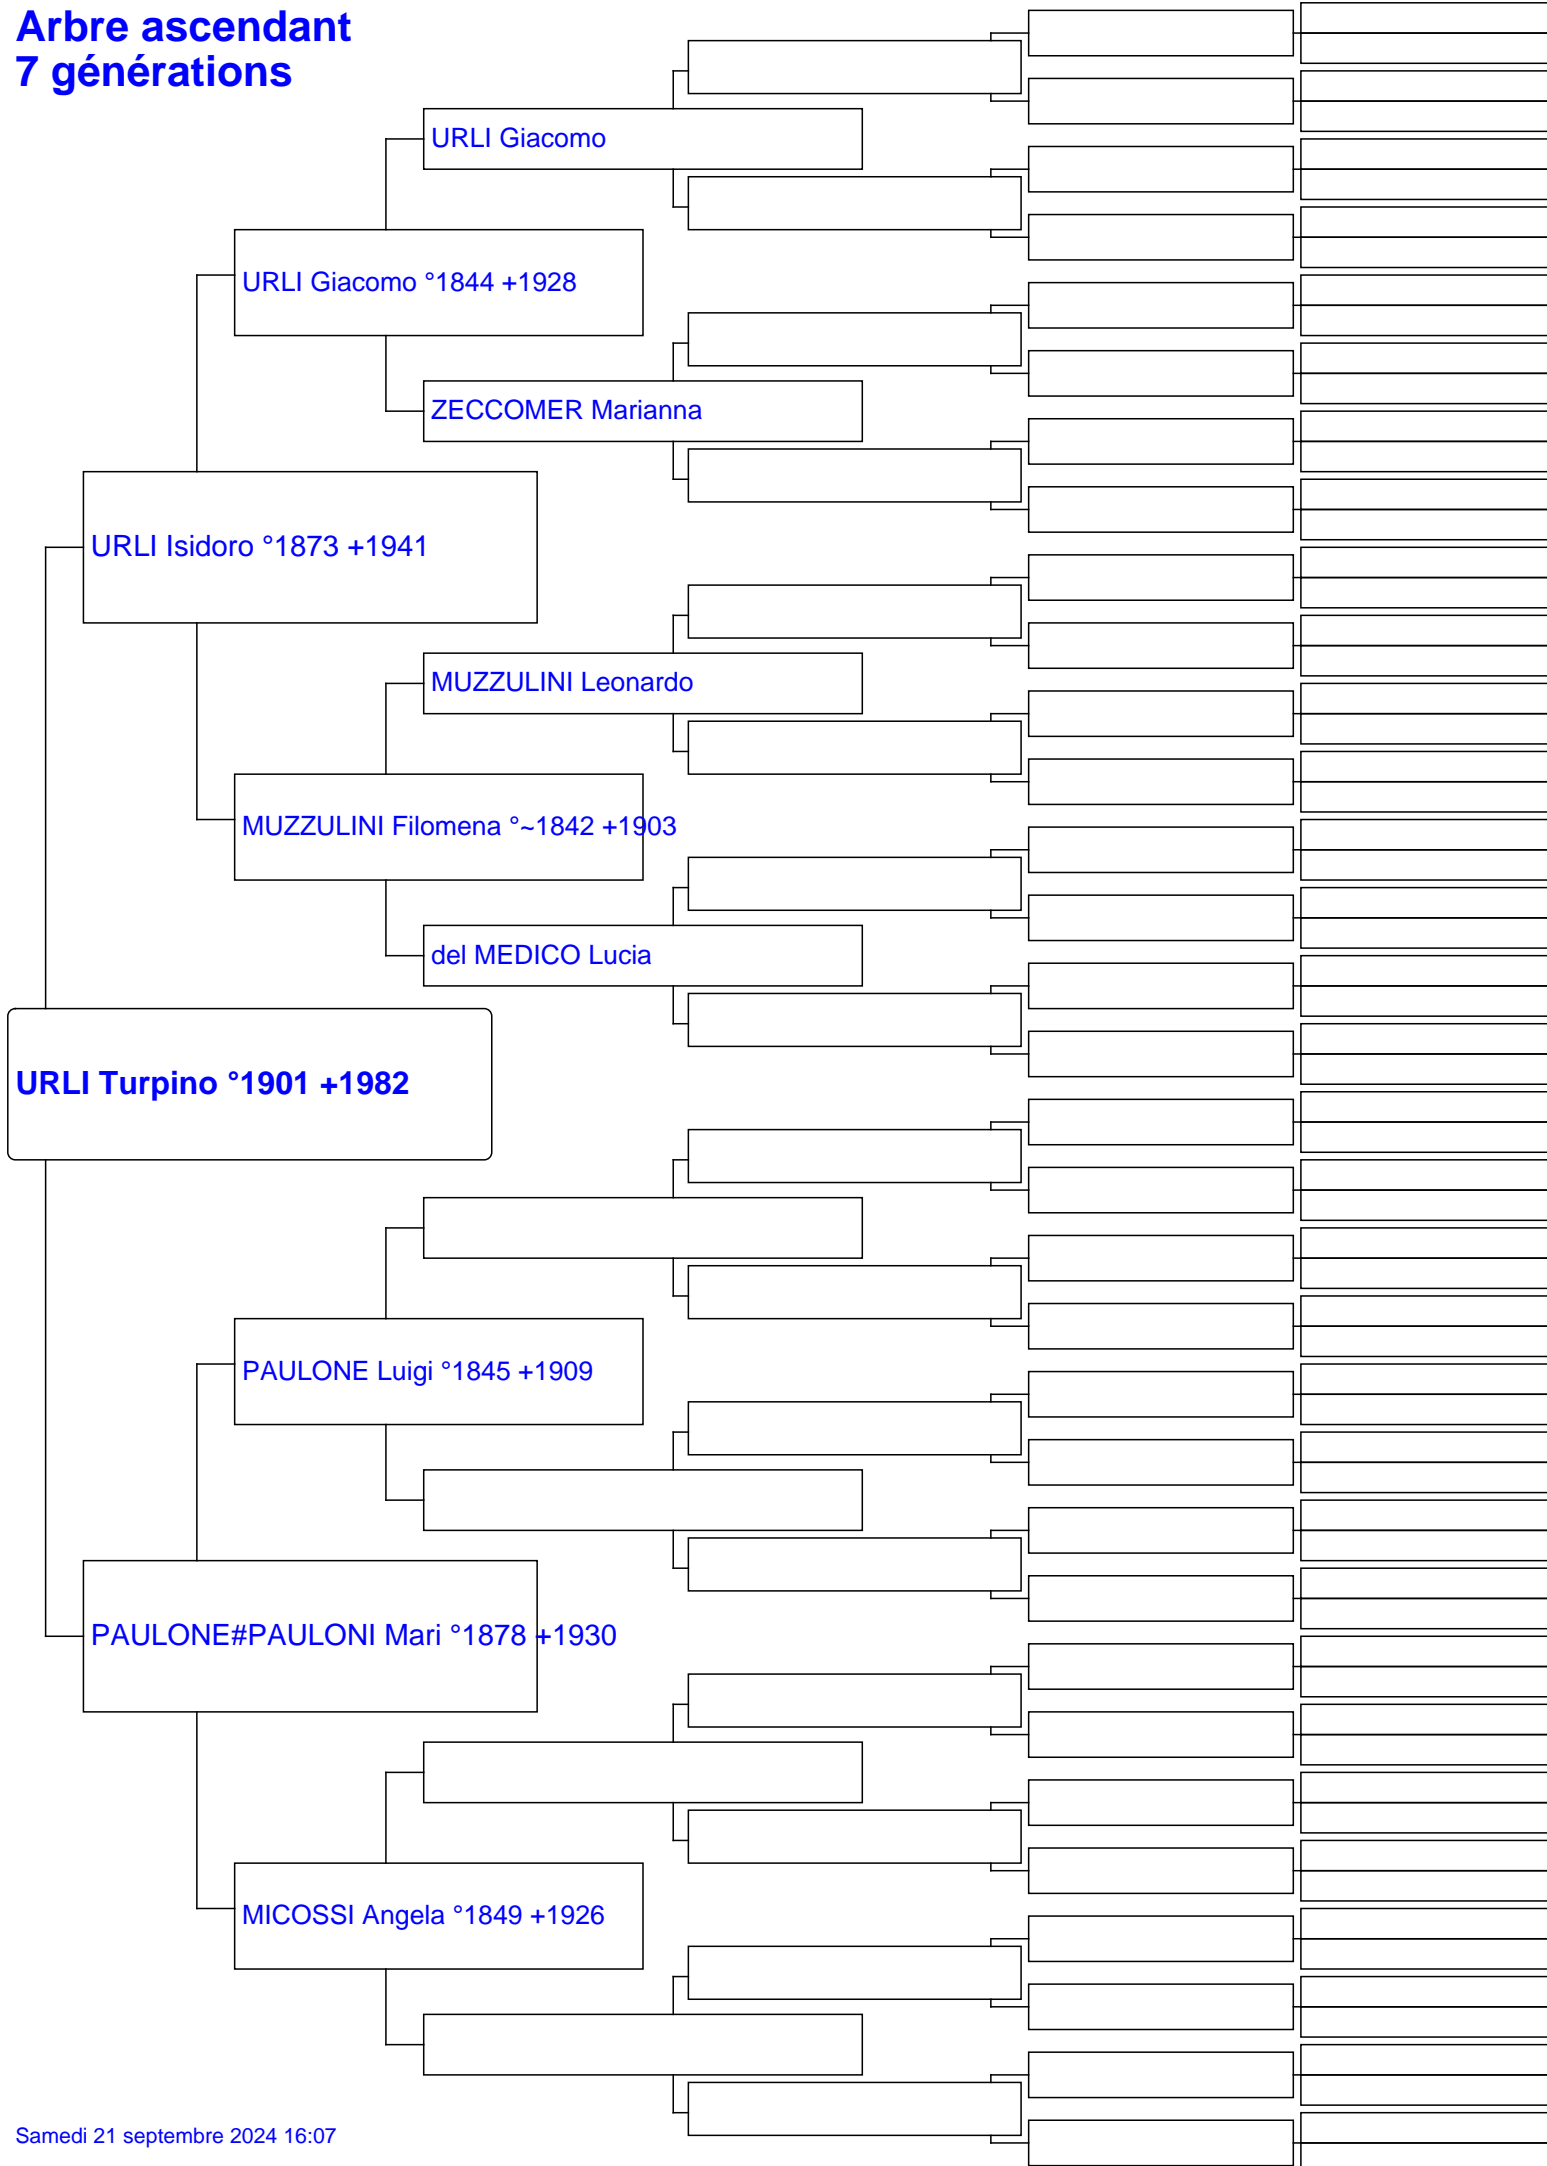 Arbre ascendant
7 générations
URLI Giacomo
URLI Giacomo °1844 +1928
ZECCOMER Marianna
URLI Isidoro °1873 +1941
MUZZULINI Leonardo
MUZZULINI Filomena °~1842 +1903
del MEDICO Lucia
URLI Turpino °1901 +1982
PAULONE Luigi °1845 +1909
PAULONE#PAULONI Mari °1878 +1930
MICOSSI Angela °1849 +1926
Samedi 21 septembre 2024 16:07